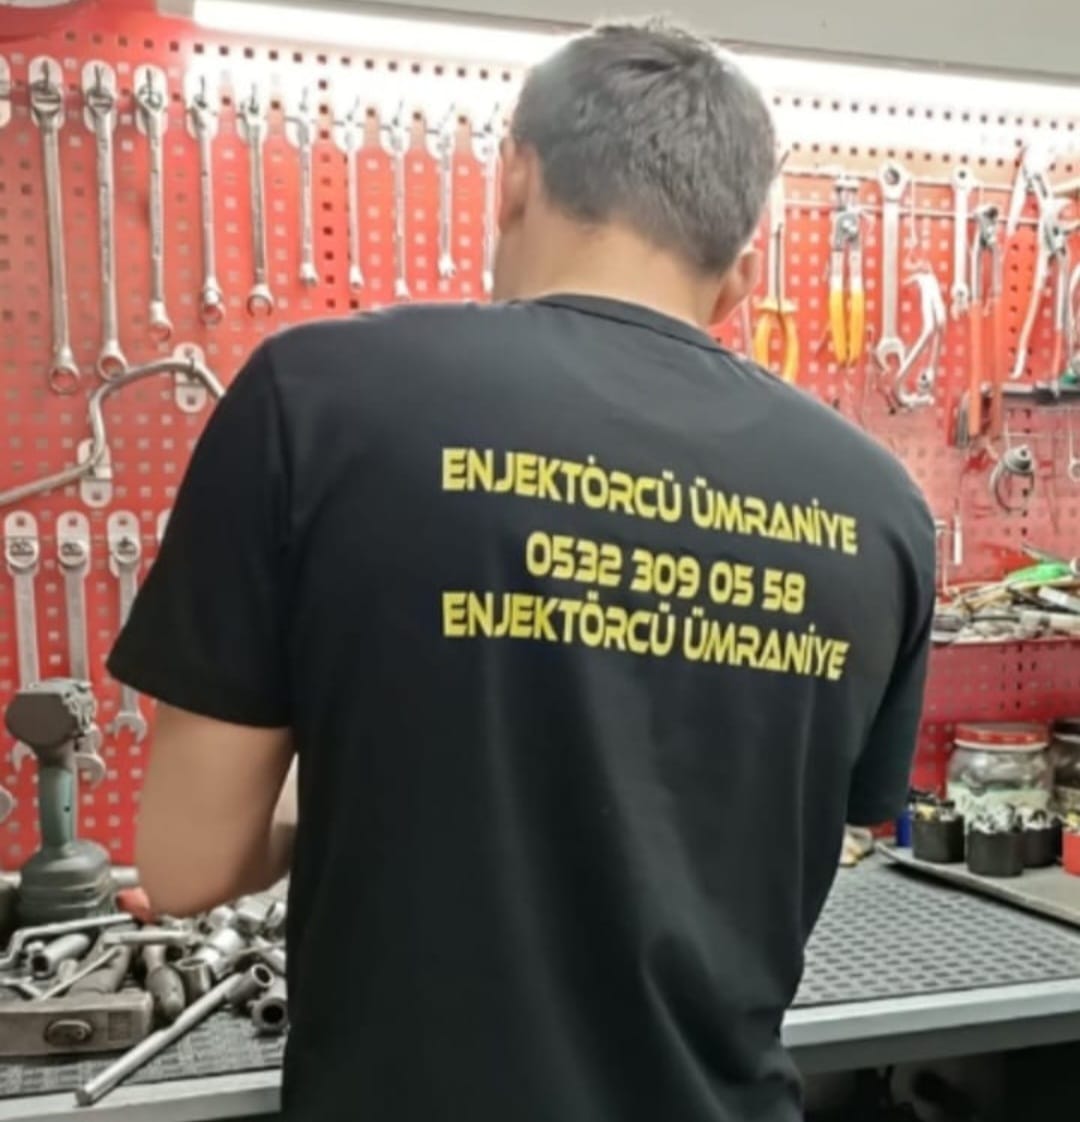 ENJEKTÖRCÜ ÜMRANİYE
0532 309 05 58
ENJEKTÖRCÜ ÜMRANİYE